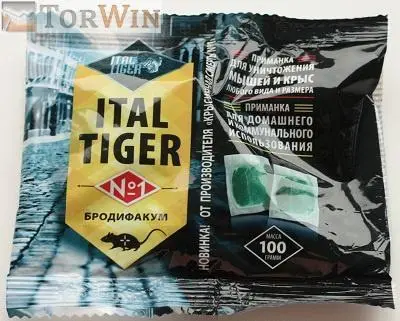 TORWIN
ITAL
TIGER
ITAL
TIGER
№1
БРОДИФАКУМ
НОВИНКА! ОТ ПРОИЗВОДИТЕЛЯ «КРЫСИН
ПРИМАНКА
ДЛЯ УНИЧТОЖЕНИЯ
МЫШЕЙ И КРЫС
ЛЮБОГО ВИДА И РАЗМЕРА
ПРИМАНКА
ДЛЯ ДОМАШНЕГО
И КОММУНАЛЬНОГО
ИСПОЛЬЗОВАНИЯ
МАССА
100
ГРАММ